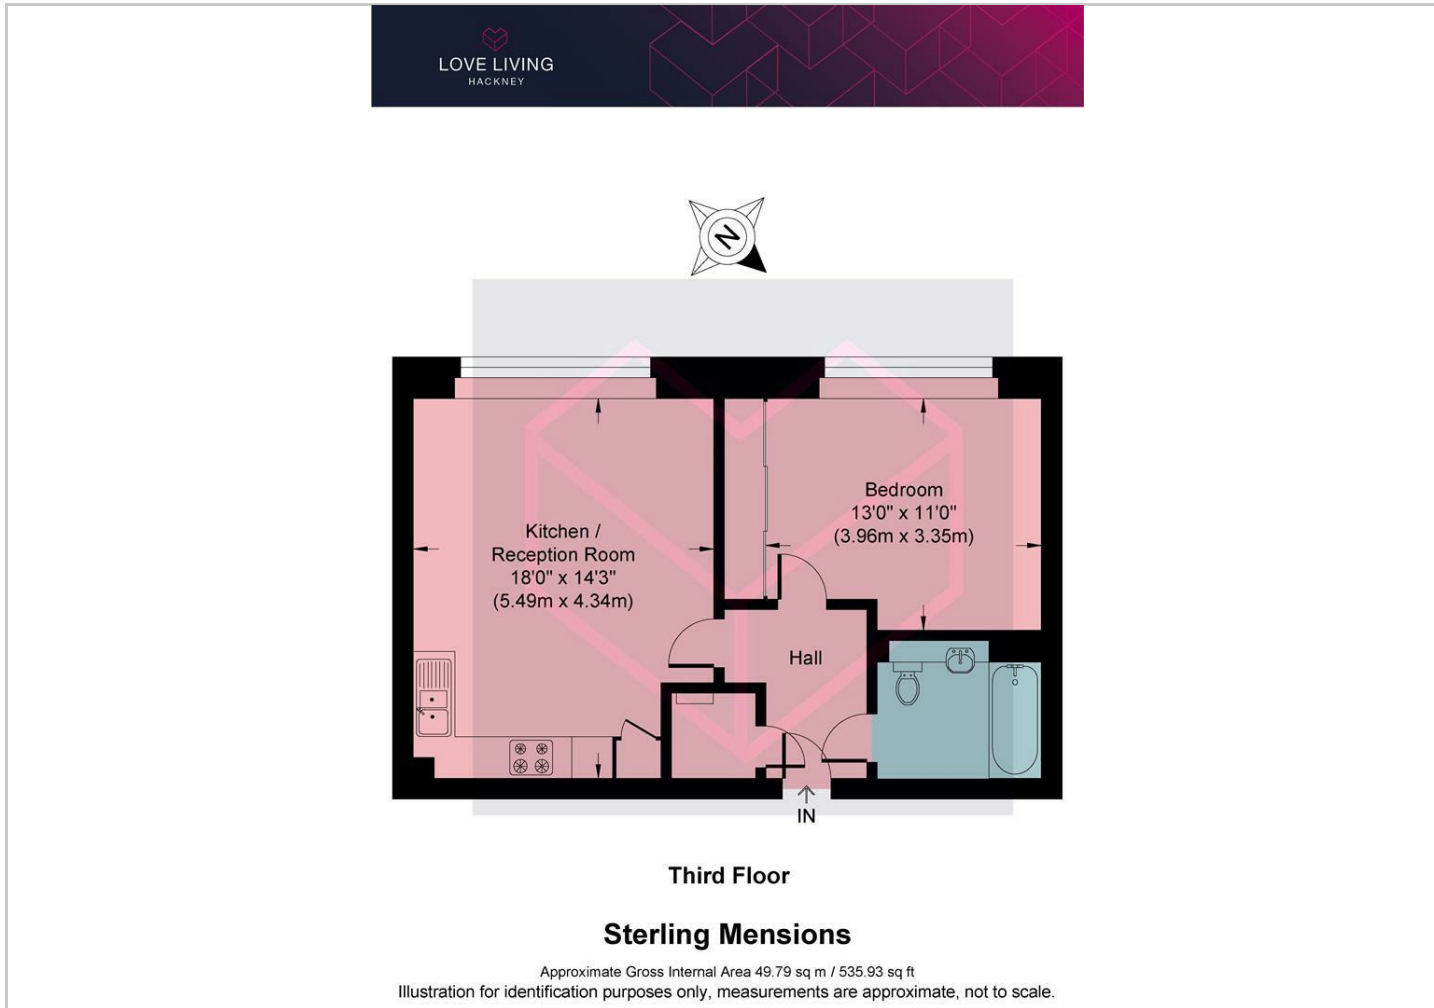 LOVE LIVING
HACKNEY
N
Kitchen /
Reception Room
18'0" x 14'3"
(5.49m x 4.34m)
Bedroom
13'0" x 11'0"
(3.96m x 3.35m)
Hall
IN
Third Floor
Sterling Mensions
Approximate Gross Internal Area 49.79 sq m / 535.93 sq ft
Illustration for identification purposes only, measurements are approximate, not to scale.